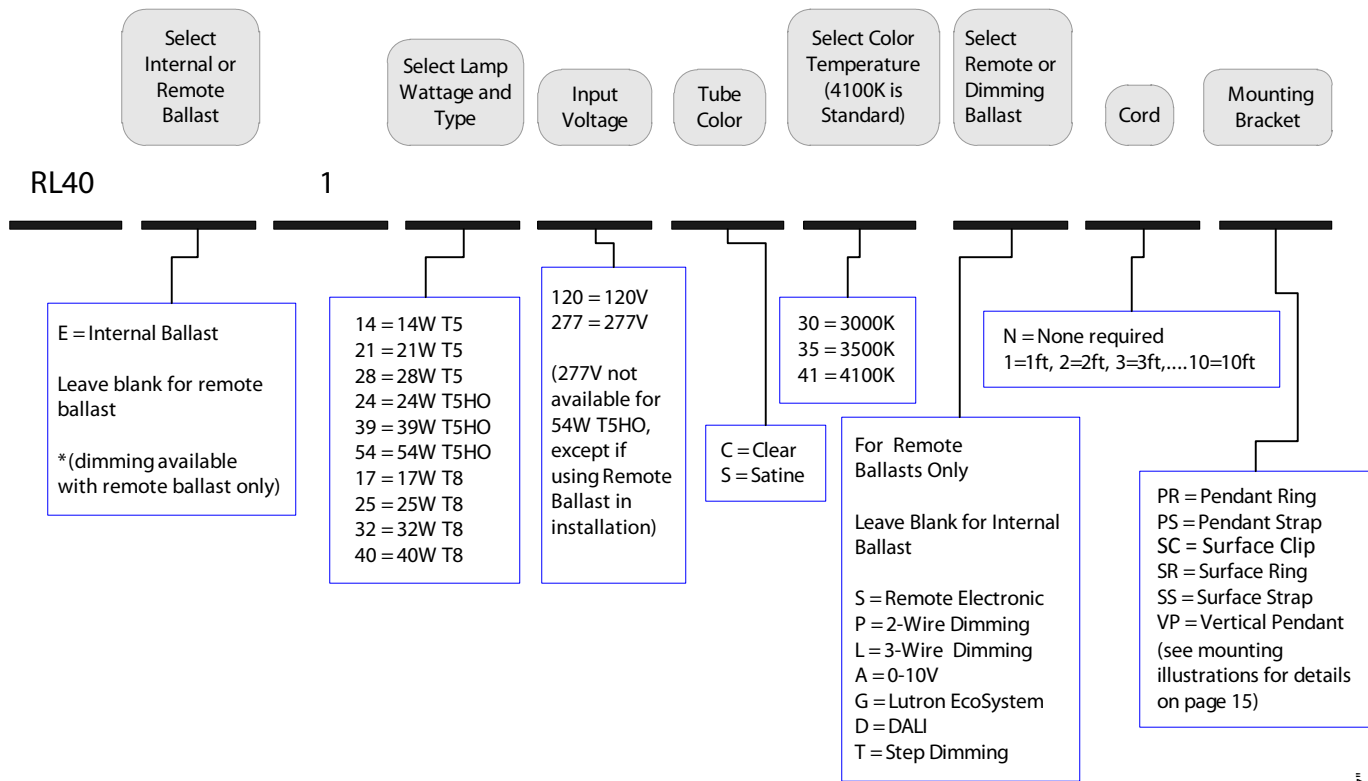 Select
Internal or
Remote
Ballast
Select Lamp
Wattage and
Type
Input
Voltage
Tube
Color
Select Color
Temperature
(4100K is
Standard)
Select
Remote or
Dimming
Ballast
Cord
Mounting
Bracket
RL40
1
E = Internal Ballast
Leave blank for remote
ballast
*(dimming available
with remote ballast only)
14 = 14W T5
21 = 21W T5
28 = 28W T5
24 = 24W T5HO
39 = 39W T5HO
54 = 54W T5HO
17 = 17W T8
25 = 25W T8
32 = 32W T8
40 = 40W T8
120 = 120V
277 = 277V
(277V not
available for
54W T5HO,
except if
using Remote
Ballast in
installation)
C = Clear
S = Satine
30 = 3000K
35 = 3500K
41 = 4100K
For Remote
Ballasts Only
Leave Blank for Internal
Ballast
S = Remote Electronic
P = 2-Wire Dimming
L = 3-Wire Dimming
A = 0-10V
G = Lutron EcoSystem
D = DALI
T = Step Dimming
N = None required
1=1ft, 2=2ft, 3=3ft,....10=10ft
PR = Pendant Ring
PS = Pendant Strap
SC = Surface Clip
SR = Surface Ring
SS = Surface Strap
VP = Vertical Pendant
(see mounting
illustrations for details
on page 15)